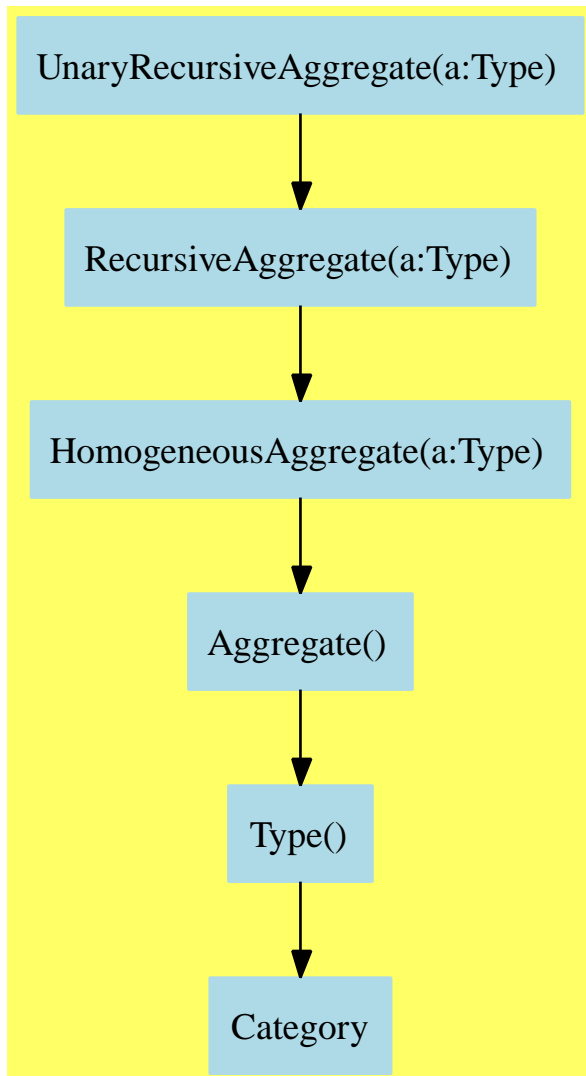 UnaryRecursiveAggregate(a:Type)
RecursiveAggregate(a:Type)
HomogeneousAggregate(a:Type)
Aggregate()
Type()
Category